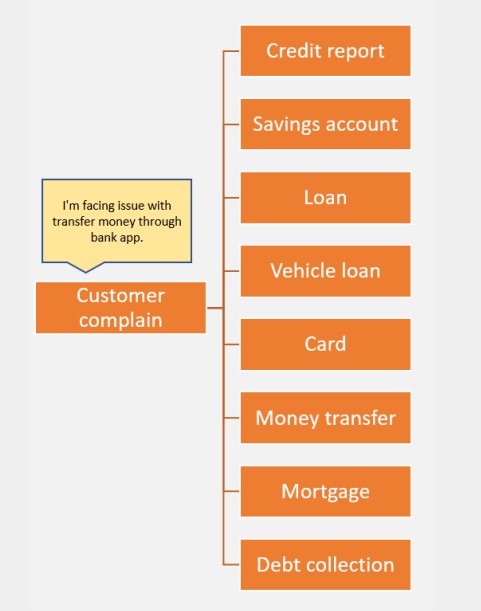 Credit report
Savings account
Loan
I'm facing issue with
transfer money through
bank app.
Vehicle loan
Customer
complain
Card
Money transfer
Mortgage
Debt collection